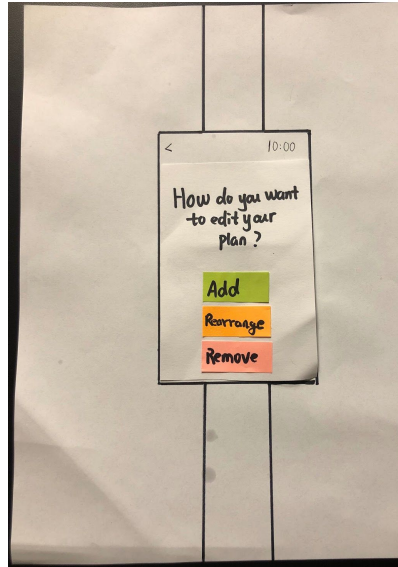 < 10:00
How do you want
to edit your
plan ?
Add
Rearrange
Remove